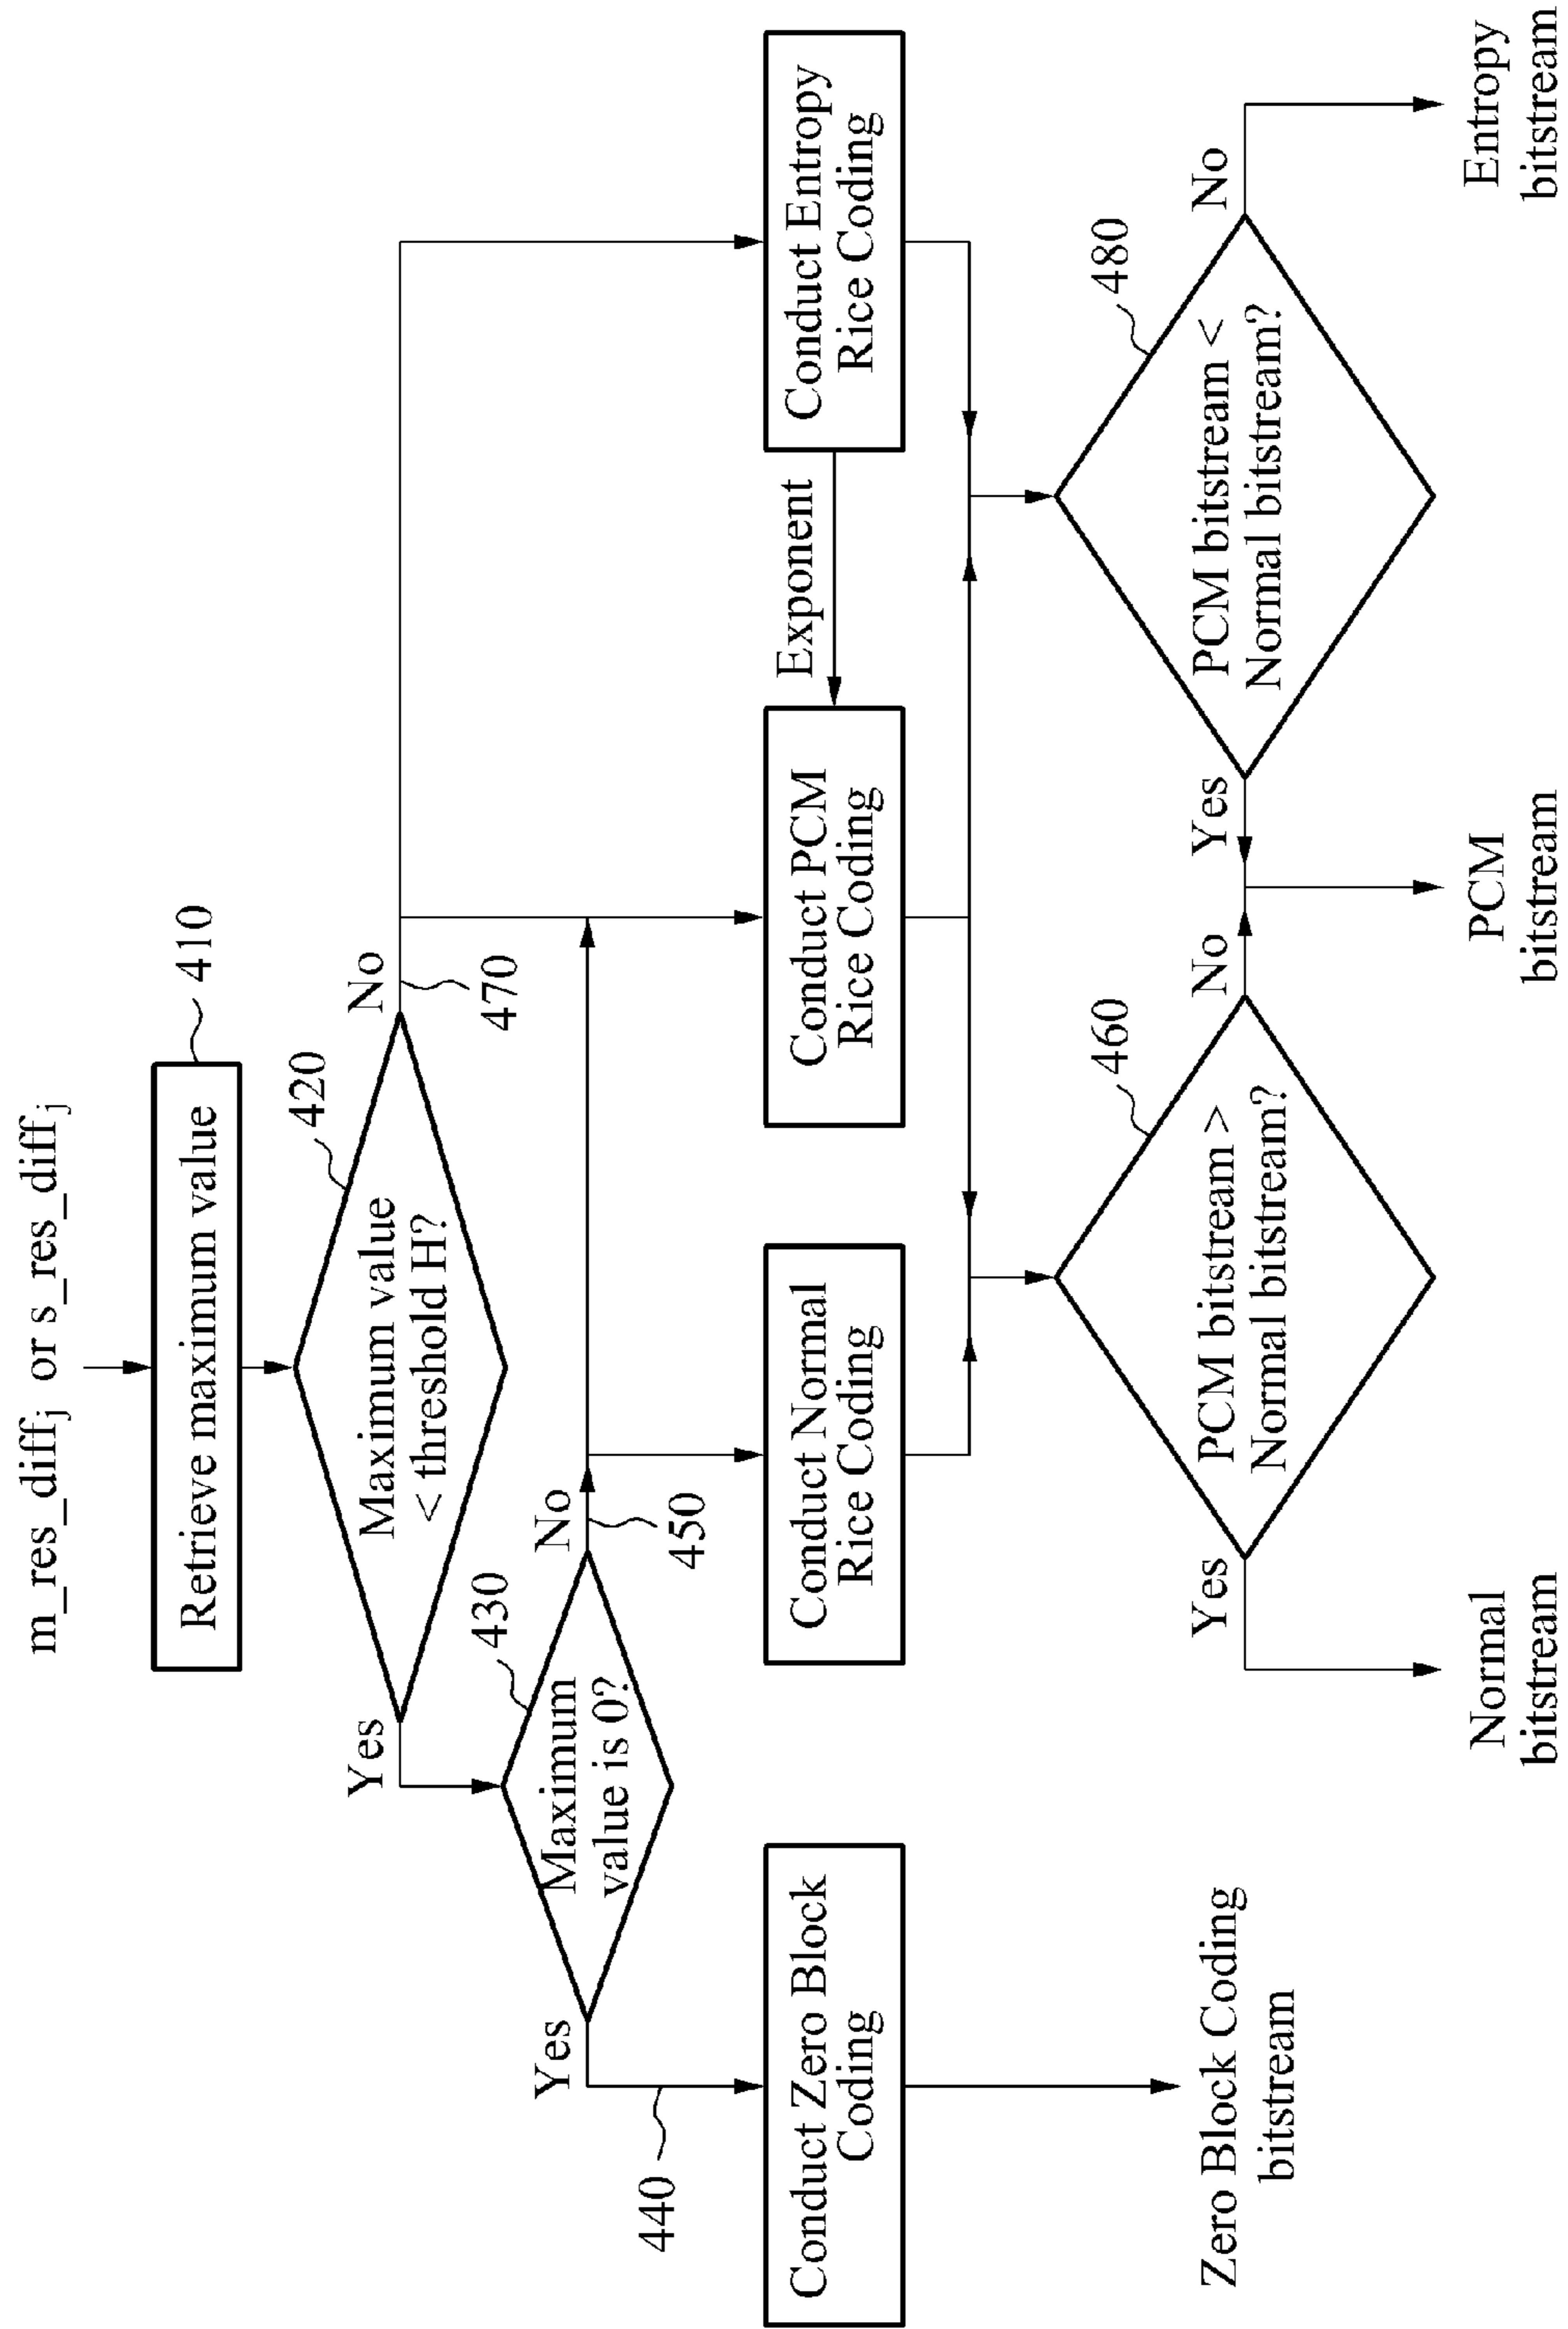 m_res_diffj or s_res_diffj
Retrieve maximum value
410
420
Maximum value
< threshold H?
Yes
No
470
430
Maximum
value is 0?
Yes
No
440
450
Conduct Zero Block
Coding
Conduct Normal
Rice Coding
Conduct PCM
Rice Coding
Exponent
Conduct Entropy
Rice Coding
460
PCM bitstream >
Normal bitstream?
Yes
No
480
PCM bitstream <
Normal bitstream?
Yes
No
Zero Block Coding
bitstream
Normal
bitstream
PCM
bitstream
Entropy
bitstream